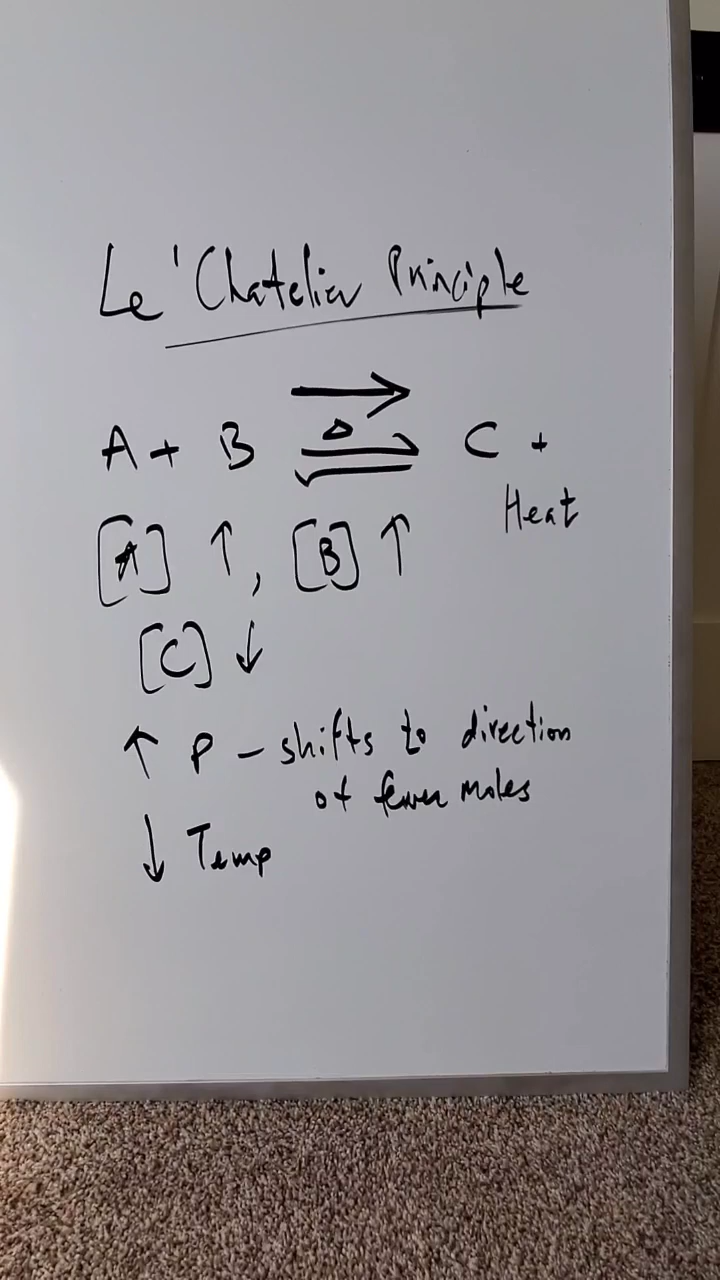 Le'Chatelier Principle
A + B ⇌ C +
Heat
[A] ↑, [B] ↑
[C] ↓
↑ P - shifts to direction
of fewer moles
↓ Temp